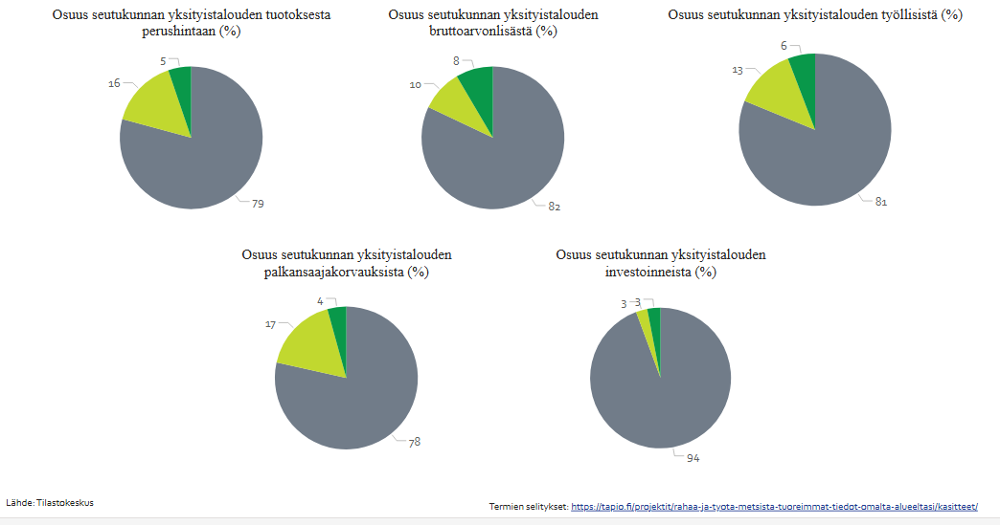 Osuus seutukunnan yksityistalouden tuotoksesta
perushintaan (%)
5
16
79
Osuus seutukunnan yksityistalouden
bruttoarvonlisästä (%)
8
10
82
Osuus seutukunnan yksityistalouden työllisistä (%)
6
13
81
Osuus seutukunnan yksityistalouden
palkansaajakorvauksista (%)
4
17
78
Osuus seutukunnan yksityistalouden
investoinneista (%)
3 3
94
Lähde: Tilastokeskus
Termien selitykset: https://tapio.fi/projektit/rahaa-ja-tyota-metsista-tuoreimmat-tiedot-omalta-alueeltasi/kasitteet/